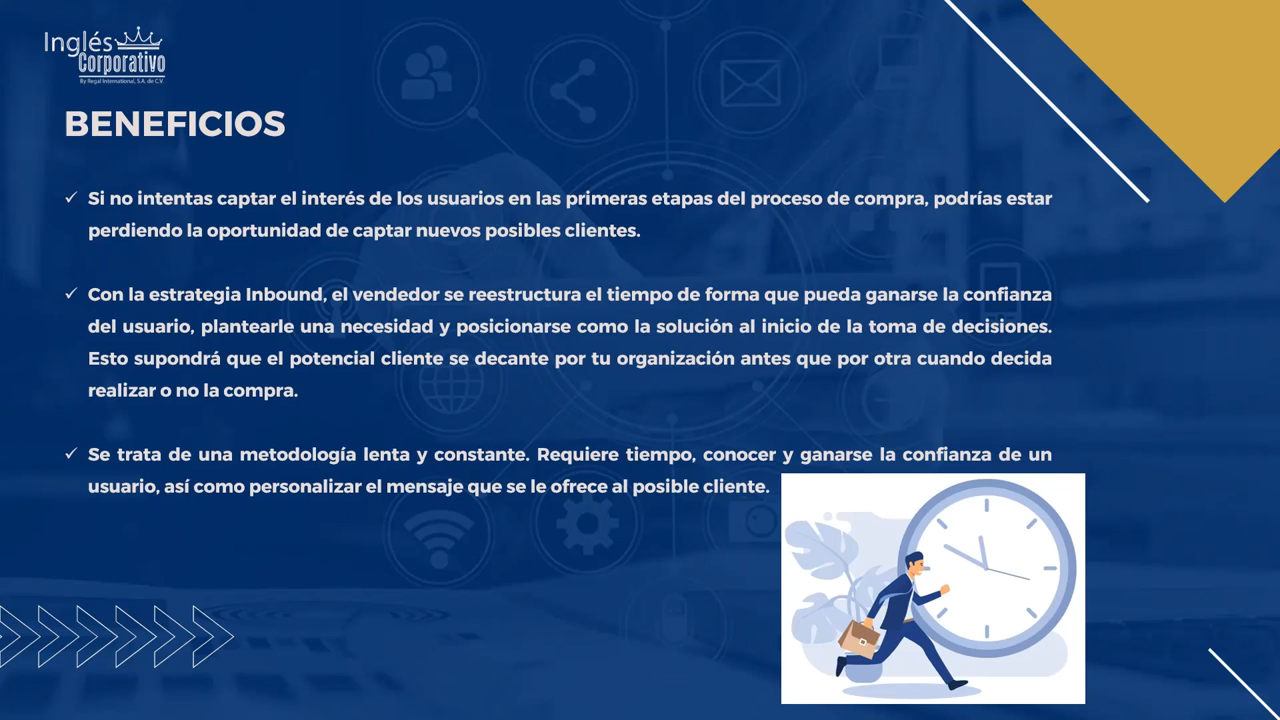 Inglés
Corporativo
By Regal International, S.A. de C.V.
BENEFICIOS
✓ Si no intentas captar el interés de los usuarios en las primeras etapas del proceso de compra, podrías estar
perdiendo la oportunidad de captar nuevos posibles clientes.
✓ Con la estrategia Inbound, el vendedor se reestructura el tiempo de forma que pueda ganarse la confianza
del usuario, plantearle una necesidad y posicionarse como la solución al inicio de la toma de decisiones.
Esto supondrá que el potencial cliente se decante por tu organización antes que por otra cuando decida
realizar o no la compra.
✓ Se trata de una metodología lenta y constante. Requiere tiempo, conocer y ganarse la confianza de un
usuario, así como personalizar el mensaje que se le ofrece al posible cliente.